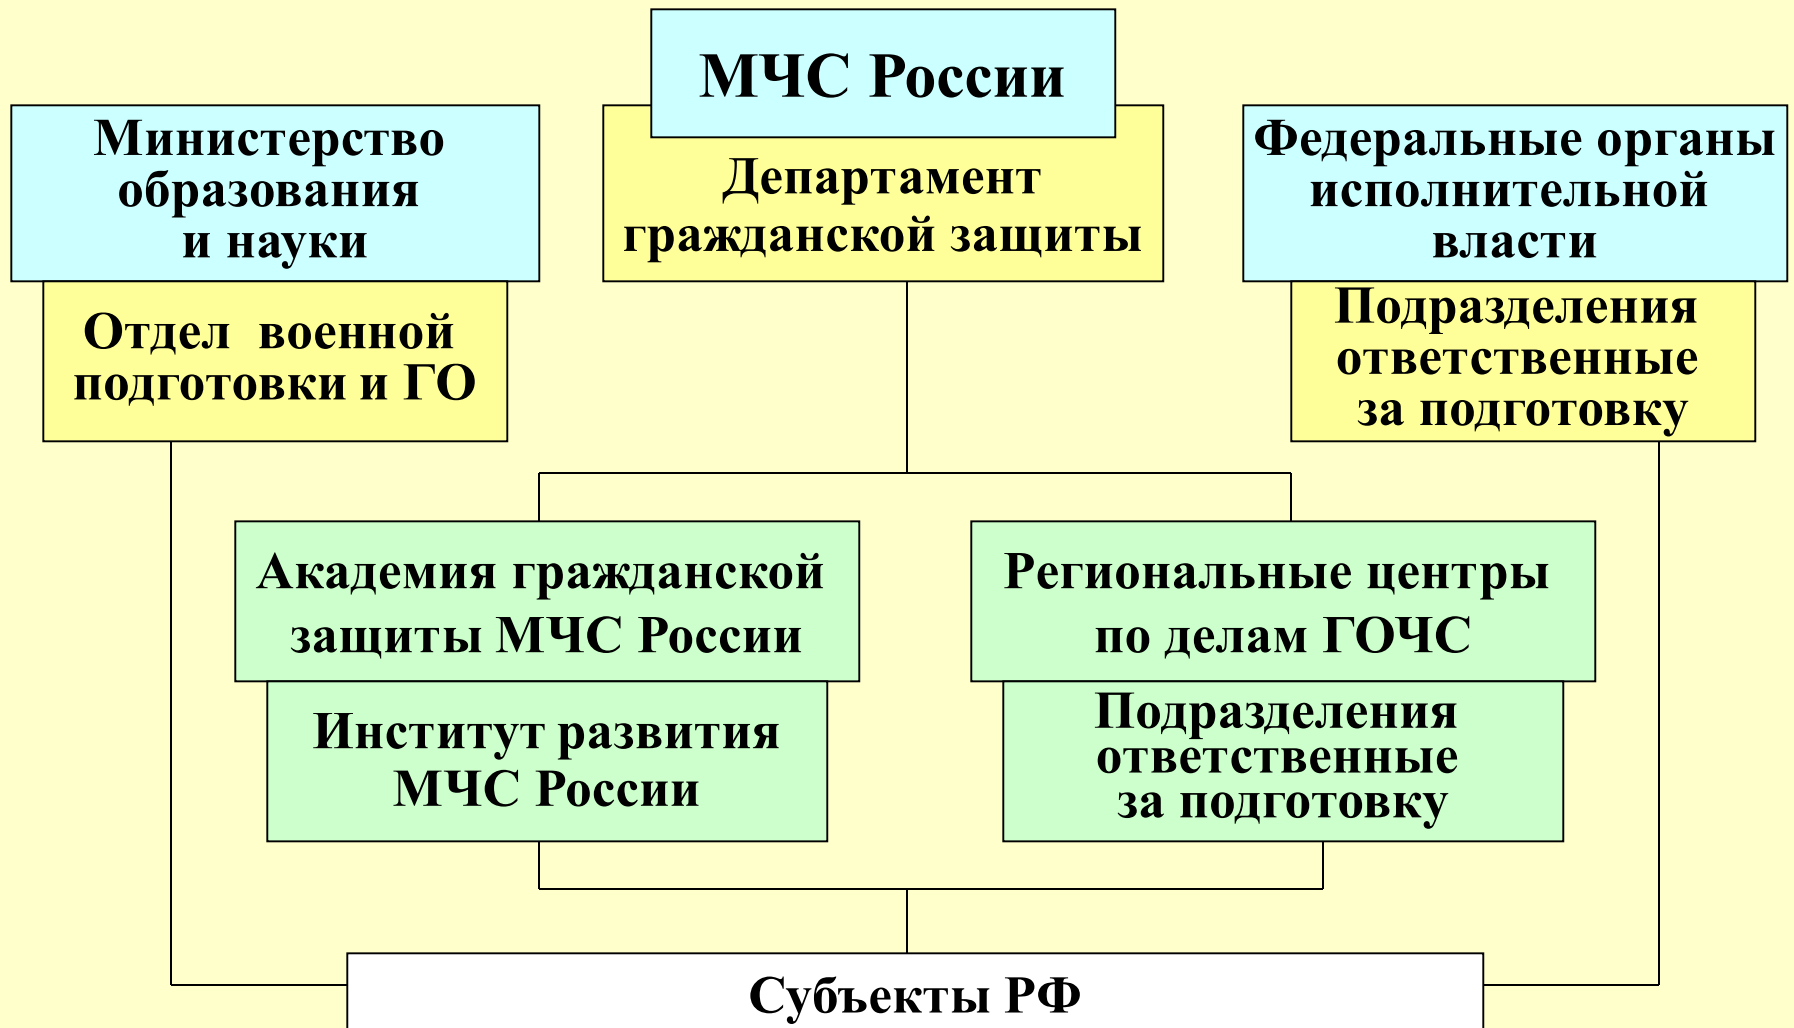 МЧС России
Департамент
гражданской защиты
Министерство
образования
и науки
Отдел военной
подготовки и ГО
Федеральные органы
исполнительной
власти
Подразделения
ответственные
за подготовку
Академия гражданской
защиты МЧС России
Институт развития
МЧС России
Региональные центры
по делам ГОЧС
Подразделения
ответственные
за подготовку
Субъекты РФ